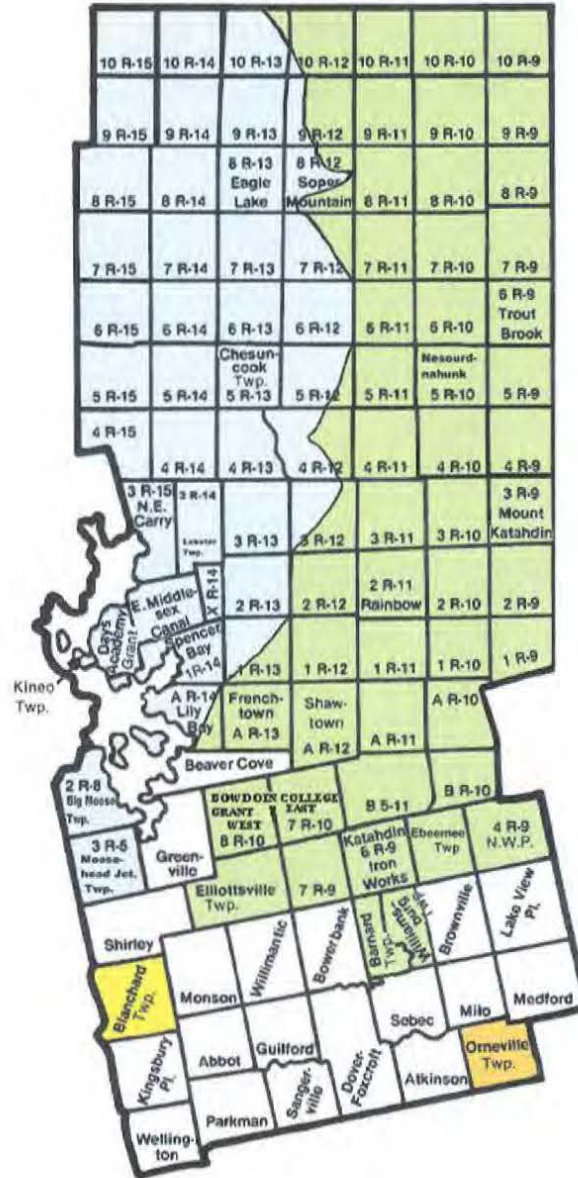 10 R-15 10 R-14 10 R-13 10 R-12 10 R-11 10 R-10 10 R-9
9 R-15 9 R-14 9 R-13 9 R-12 9 R-11 9 R-10 9 R-9
8 R-15
8 R-14
8 R-13
Eagle
Lake
8 R-12
Soper
Mountain
8 R-11
8 R-10
8 R-9
7 R-15 7 R-14 7 R-13 7 R-12 7 R-11 7 R-10 7 R-9
6 R-15 6 R-14 6 R-13 6 R-12 6 R-11 6 R-10
6 R-9
Trout
Brook
5 R-15
5 R-14
Chesun-
cook
Twp.
5 R-13
5 R-12
5 R-11
Nesourd-
nahunk
5 R-10
5 R-9
4 R-15
4 R-14 4 R-13 4 R-12 4 R-11 4 R-10 4 R-9
3 R-15
N.E.
Carry
3 R-14
Lobster
Twp.
3 R-13
3 R-12
3 R-11
3 R-10
3 R-9
Mount
Katahdin
E. Middle-
sex
Canal
X R-14
2 R-13
2 R-12
2 R-11
Rainbow
2 R-10
2 R-9
Days
Academy
Grant
Spencer
Bay
1R-14
1 R-13
1 R-12
1 R-11
1 R-10
1 R-9
Kineo
Twp.
A R-14
Lily
Bay
French-
town
A R-13
Shaw-
town
A R-12
A R-11
A R-10
Beaver Cove
2 R-8
Big Moose
Twp.
Green-
ville
BOWDOIN COLLEGE
GRANT EAST
WEST 7 R-10
8 R-10
B 5-11
B R-10
3 R-5
Moose-
head Jct.
Twp.
Elliottsville
Twp.
7 R-9
Katahdin
6 R-9
Iron
Works
Ebeemee
Twp
4 R-9
N.W.P.
Shirley
Willimantic
Bowerbank
Barnard
Twp.
Williams-
burg
Twp.
Brownville
Lake View
Pl.
Blanchard
Twp.
Monson
Sebec
Milo
Medford
Kingsbury
Pl.
Abbot
Guilford
Sanger-
ville
Dover-
Foxcroft
Atkinson
Orneville
Twp.
Parkman
Welling-
ton